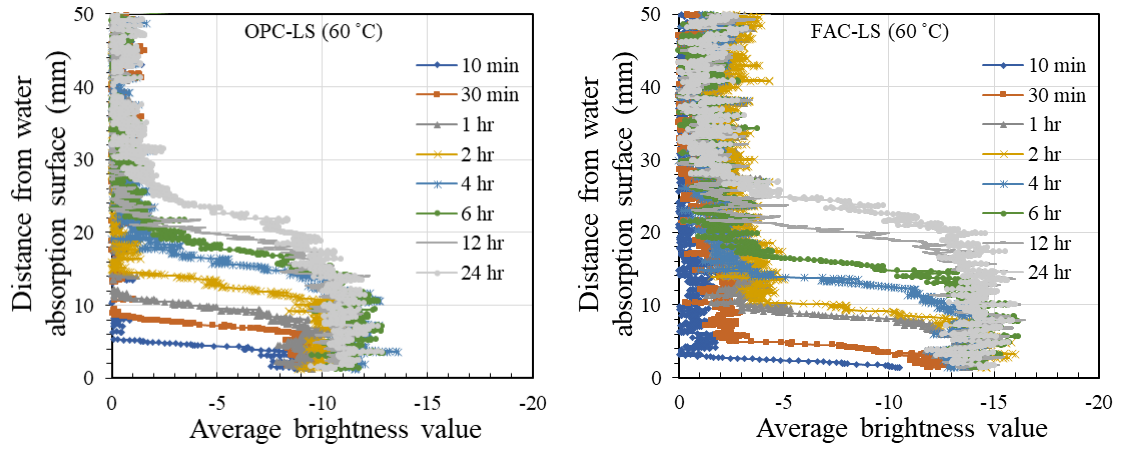 OPC-LS (60 ˚C)
Distance from water
absorption surface (mm)
50
40
30
20
10
0
0
-5
-10
-15
-20
Average brightness value
10 min
30 min
1 hr
2 hr
4 hr
6 hr
12 hr
24 hr
FAC-LS (60 ˚C)
Distance from water
absorption surface (mm)
50
40
30
20
10
0
0
-5
-10
-15
-20
Average brightness value
10 min
30 min
1 hr
2 hr
4 hr
6 hr
12 hr
24 hr